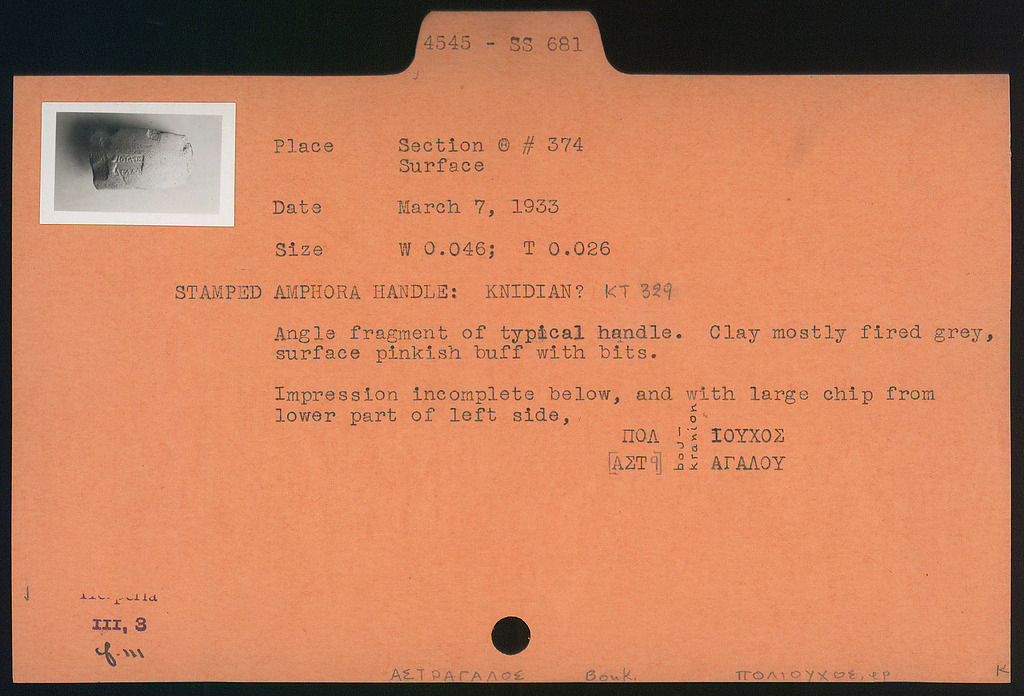 4545 - SS 681
Place Section Θ # 374
Surface
Date March 7, 1933
Size W 0.046; T 0.026
STAMPED AMPHORA HANDLE: KNIDIAN? KT 329
Angle fragment of typical handle. Clay mostly fired grey,
surface pinkish buff with bits.
Impression incomplete below, and with large chip from
lower part of left side,
ΠΟΛ bou- ΙΟΥΧΟΣ
[ΑΣΤΡ] kranion ΑΓΑΛΟΥ
III, 3
ΑΣΤΡΑΓΑΛΟΣ Bouk. ΠΟΛΙΟΥΧΟΣ, ep K